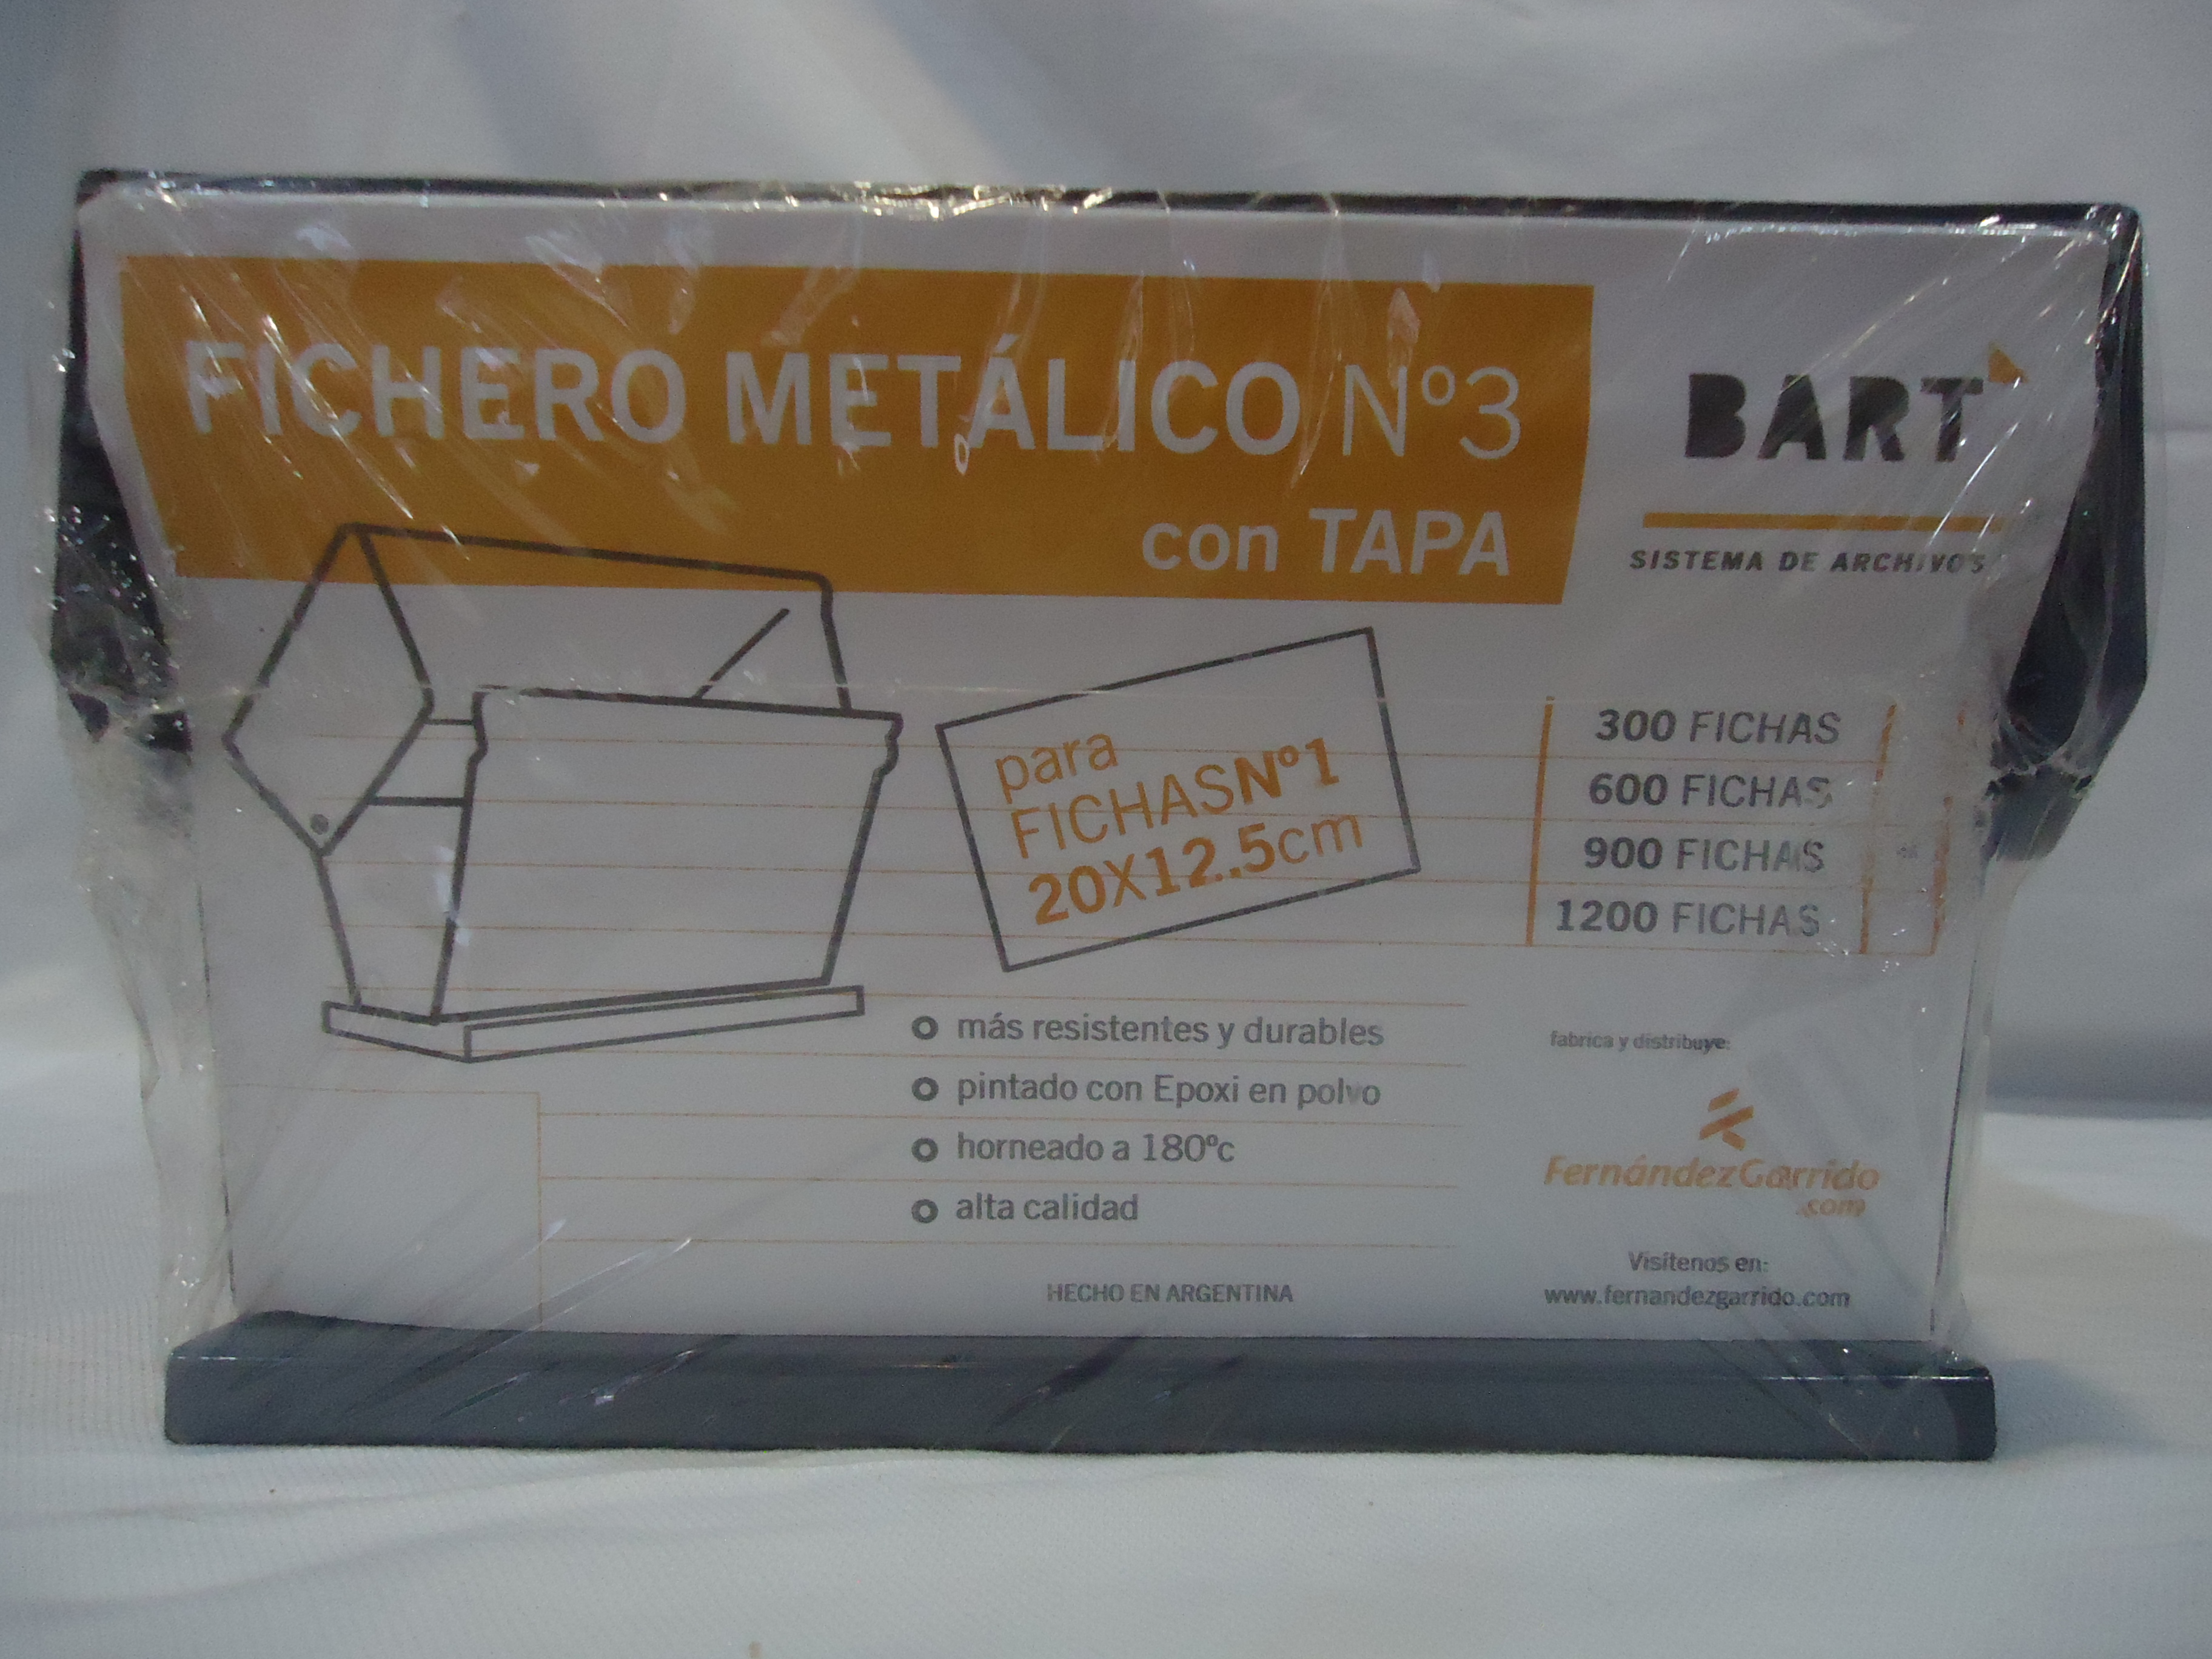 FICHERO METÁLICO Nº3
con TAPA
BART
SISTEMA DE ARCHIVOS
para
FICHAS Nº1
20X12..5cm
300 FICHAS
600 FICHAS
900 FICHAS
1200 FICHAS
más resistentes y durables
pintado con Epoxi en polvo
horneado a 180ºc
alta calidad
HECHO EN ARGENTINA
fabrica y distribuye:
FernándezGarrido
.com
Visítenos en:
www.fernandezgarrido.com